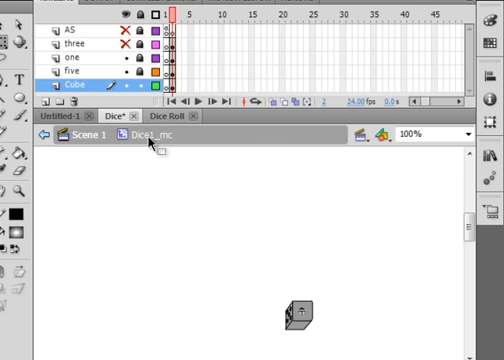 1 5 10 15 20 25 30 35 40 45
AS
three
one
five
Cube
2 24.00 fps 0.0 s
Untitled-1 Dice* Dice Roll
Scene 1 Dice1_mc 100%